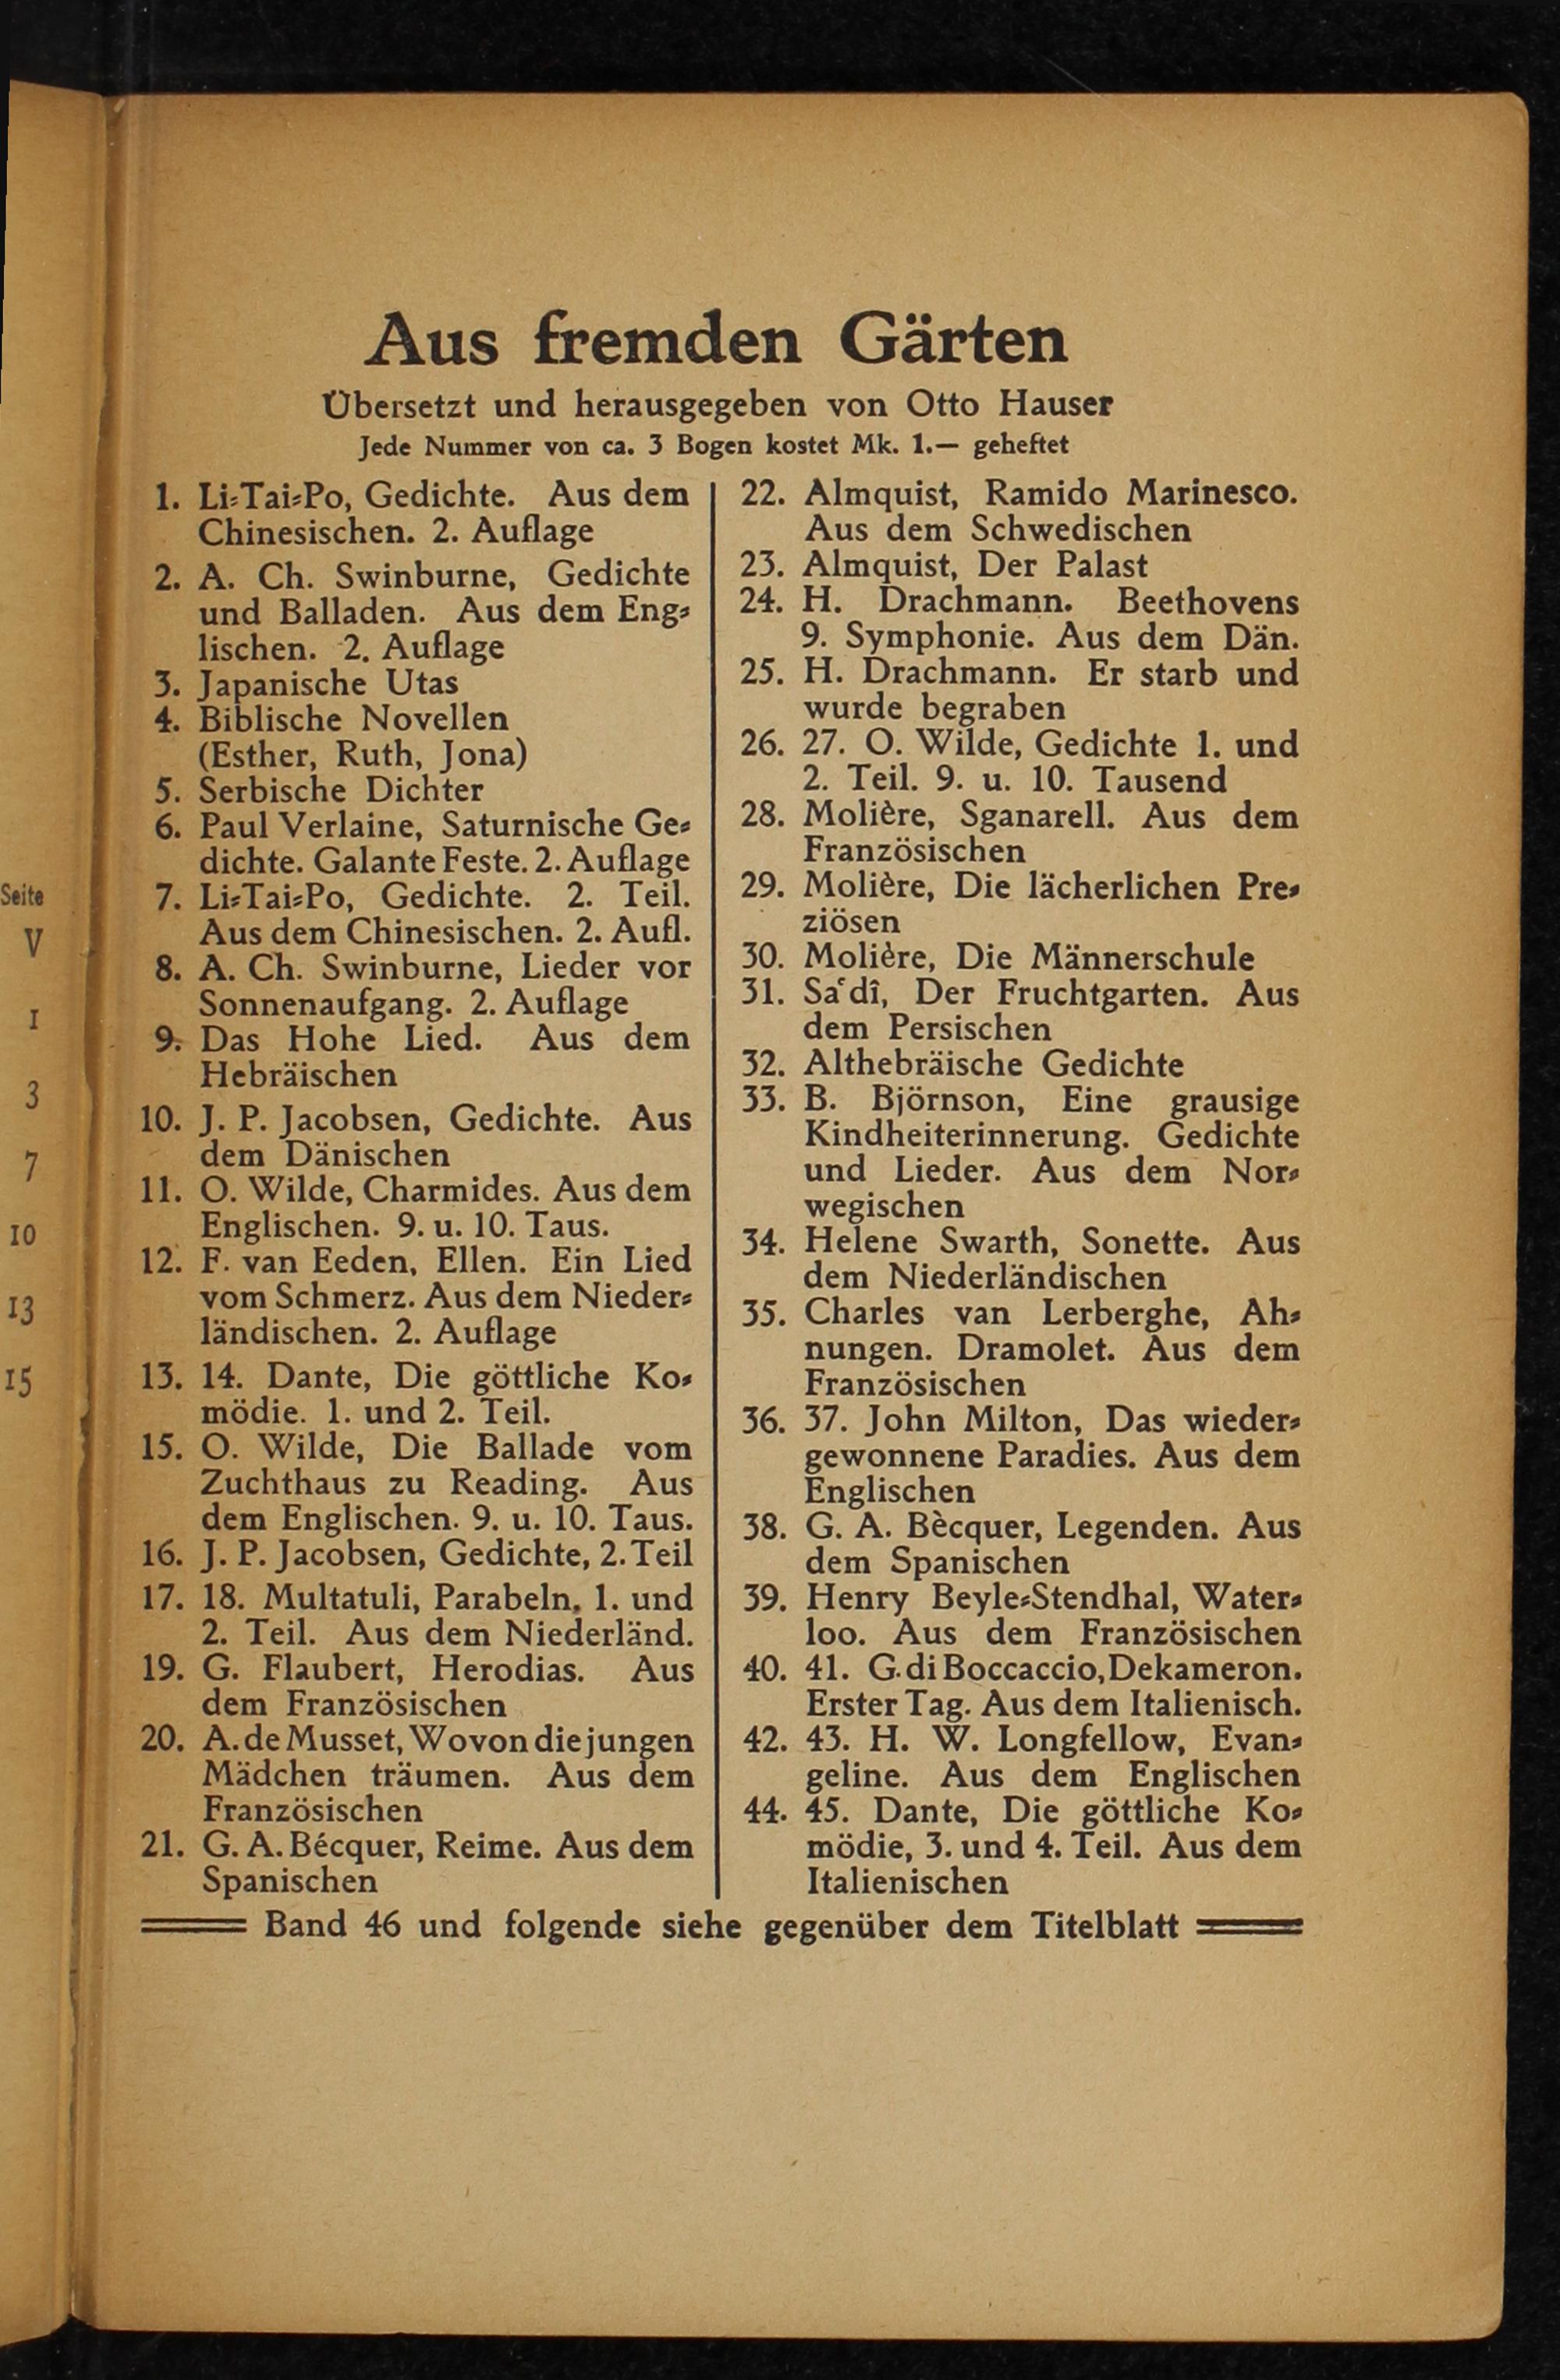 Seite
V
I
3
7
10
13
15
Aus fremden Gärten
Übersetzt und herausgegeben von Otto Hauser
Jede Nummer von ca. 3 Bogen kostet Mk. 1.— geheftet
1. Li-Tai-Po, Gedichte. Aus dem
Chinesischen. 2. Auflage
2. A. Ch. Swinburne, Gedichte
und Balladen. Aus dem Eng-
lischen. 2. Auflage
3. Japanische Utas
4. Biblische Novellen
(Esther, Ruth, Jona)
5. Serbische Dichter
6. Paul Verlaine, Saturnische Ge-
dichte. Galante Feste. 2. Auflage
7. Li-Tai-Po, Gedichte. 2. Teil.
Aus dem Chinesischen. 2. Aufl.
8. A. Ch. Swinburne, Lieder vor
Sonnenaufgang. 2. Auflage
9. Das Hohe Lied. Aus dem
Hebräischen
10. J. P. Jacobsen, Gedichte. Aus
dem Dänischen
11. O. Wilde, Charmides. Aus dem
Englischen. 9. u. 10. Taus.
12. F. van Eeden, Ellen. Ein Lied
vom Schmerz. Aus dem Nieder-
ländischen. 2. Auflage
13. 14. Dante, Die göttliche Ko-
mödie. 1. und 2. Teil.
15. O. Wilde, Die Ballade vom
Zuchthaus zu Reading. Aus
dem Englischen. 9. u. 10. Taus.
16. J. P. Jacobsen, Gedichte, 2. Teil
17. 18. Multatuli, Parabeln. 1. und
2. Teil. Aus dem Niederländ.
19. G. Flaubert, Herodias. Aus
dem Französischen
20. A. de Musset, Wovon die jungen
Mädchen träumen. Aus dem
Französischen
21. G. A. Bécquer, Reime. Aus dem
Spanischen
22. Almquist, Ramido Marinesco.
Aus dem Schwedischen
23. Almquist, Der Palast
24. H. Drachmann. Beethovens
9. Symphonie. Aus dem Dän.
25. H. Drachmann. Er starb und
wurde begraben
26. 27. O. Wilde, Gedichte 1. und
2. Teil. 9. u. 10. Tausend
28. Molière, Sganarell. Aus dem
Französischen
29. Molière, Die lächerlichen Pre-
ziösen
30. Molière, Die Männerschule
31. Saʿdî, Der Fruchtgarten. Aus
dem Persischen
32. Althebräische Gedichte
33. B. Björnson, Eine grausige
Kindheiterinnerung. Gedichte
und Lieder. Aus dem Nor-
wegischen
34. Helene Swarth, Sonette. Aus
dem Niederländischen
35. Charles van Lerberghe, Ah-
nungen. Dramolet. Aus dem
Französischen
36. 37. John Milton, Das wieder-
gewonnene Paradies. Aus dem
Englischen
38. G. A. Bècquer, Legenden. Aus
dem Spanischen
39. Henry Beyle-Stendhal, Water-
loo. Aus dem Französischen
40. 41. G. di Boccaccio, Dekameron.
Erster Tag. Aus dem Italienisch.
42. 43. H. W. Longfellow, Evan-
geline. Aus dem Englischen
44. 45. Dante, Die göttliche Ko-
mödie, 3. und 4. Teil. Aus dem
Italienischen
Band 46 und folgende siehe gegenüber dem Titelblatt